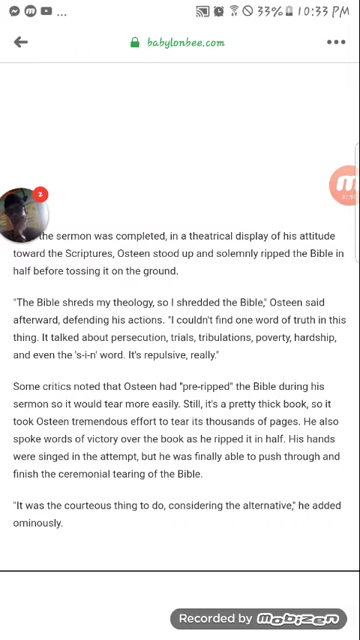 33% 10:33 PM
babylonbee.com
3
the sermon was completed, in a theatrical display of his attitude
toward the Scriptures, Osteen stood up and solemnly ripped the Bible in
half before tossing it on the ground.
"The Bible shreds my theology, so I shredded the Bible," Osteen said
afterward, defending his actions. "I couldn't find one word of truth in this
thing. It talked about persecution, trials, tribulations, poverty, hardship,
and even the 's-i-n' word. It's repulsive, really."
Some critics noted that Osteen had "pre-ripped" the Bible during his
sermon so it would tear more easily. Still, it's a pretty thick book, so it
took Osteen tremendous effort to tear its thousands of pages. He also
spoke words of victory over the book as he ripped it in half. His hands
were singed in the attempt, but he was finally able to push through and
finish the ceremonial tearing of the Bible.
"It was the courteous thing to do, considering the alternative," he added
ominously.
Recorded by Mobizen